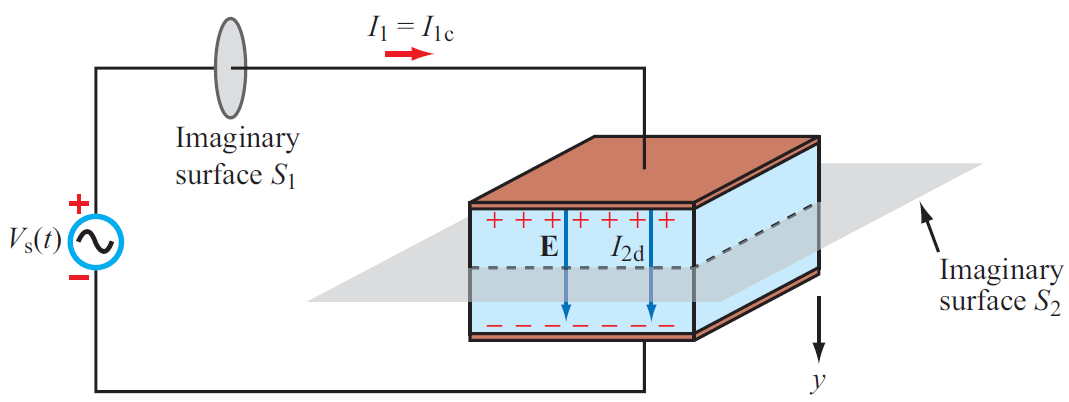 I₁ = I₁c
Imaginary
surface S₁
+
Vs(t)
−
+ + + + + + +
E
I₂d
− − − − − − −
Imaginary
surface S₂
y